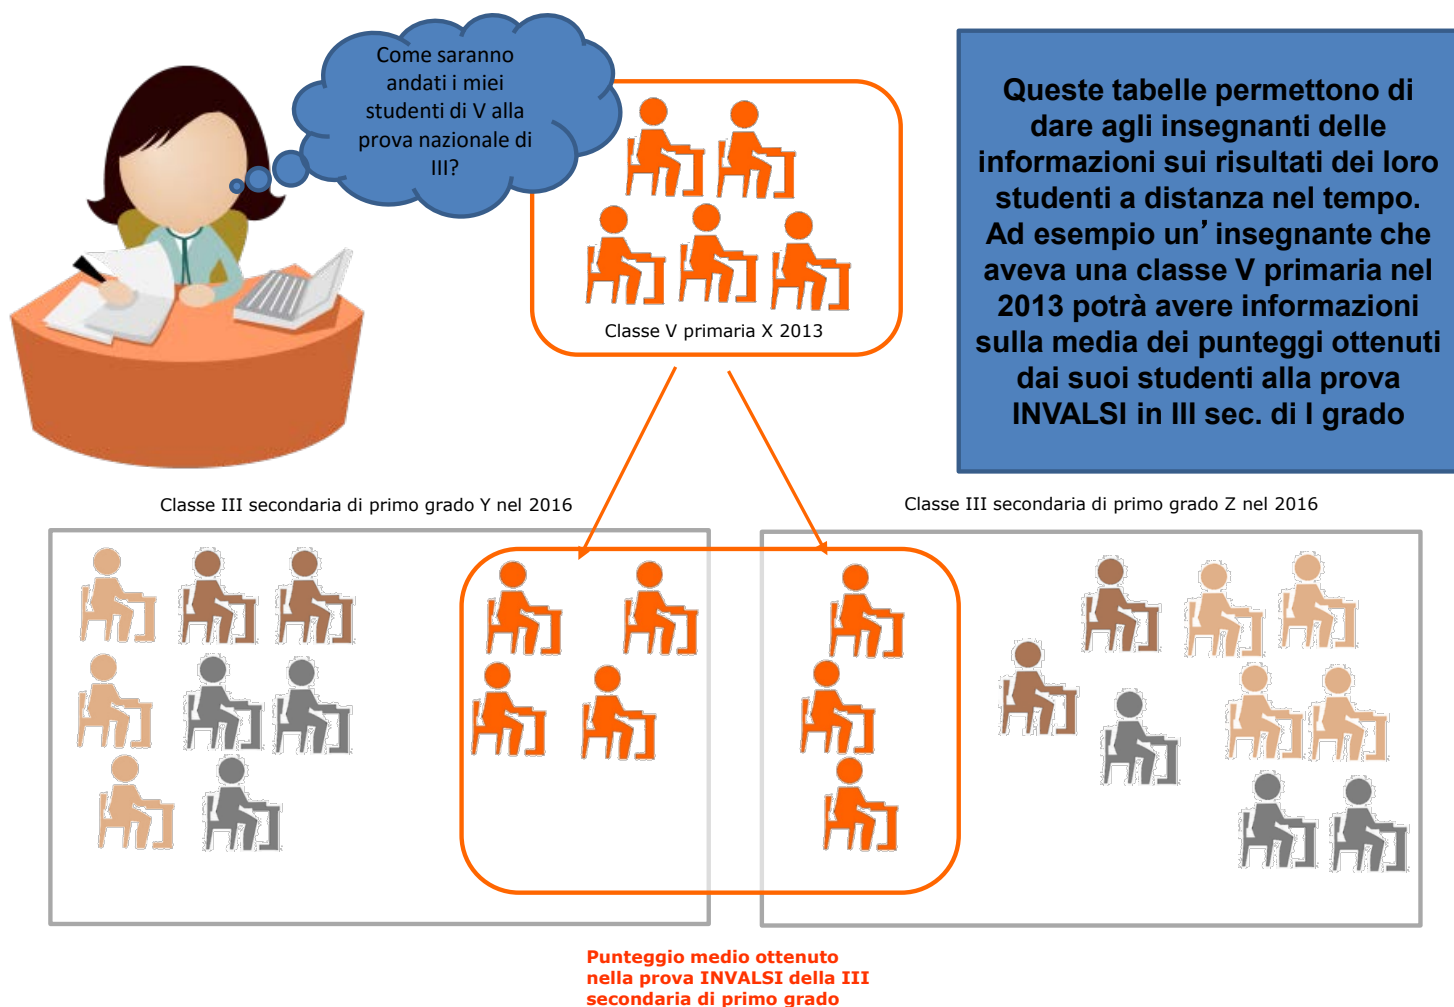 Come saranno
andati i miei
studenti di V alla
prova nazionale di
III?
Queste tabelle permettono di
dare agli insegnanti delle
informazioni sui risultati dei loro
studenti a distanza nel tempo.
Ad esempio un’ insegnante che
aveva una classe V primaria nel
2013 potrà avere informazioni
sulla media dei punteggi ottenuti
dai suoi studenti alla prova
INVALSI in III sec. di I grado
Classe V primaria X 2013
Classe III secondaria di primo grado Y nel 2016
Classe III secondaria di primo grado Z nel 2016
Punteggio medio ottenuto
nella prova INVALSI della III
secondaria di primo grado